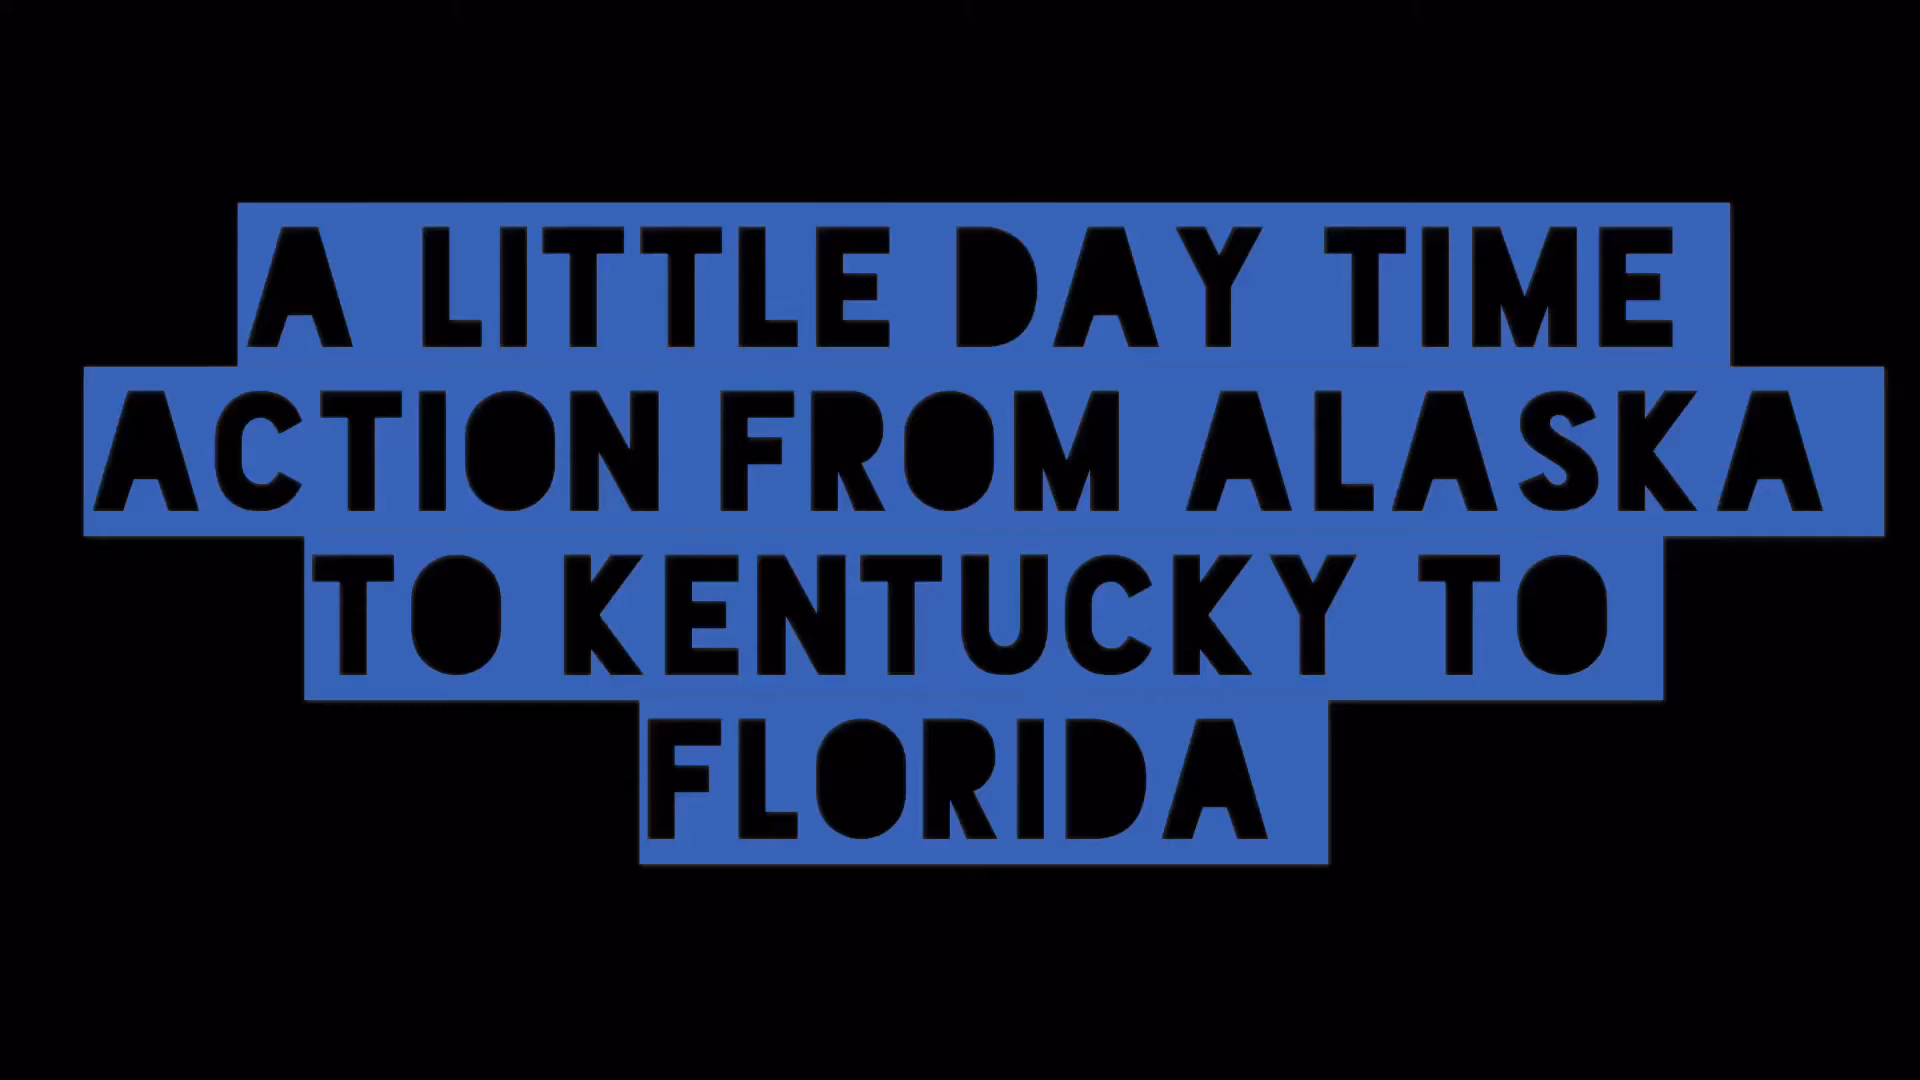 A LITTLE DAY TIME
ACTION FROM ALASKA
TO KENTUCKY TO
FLORIDA